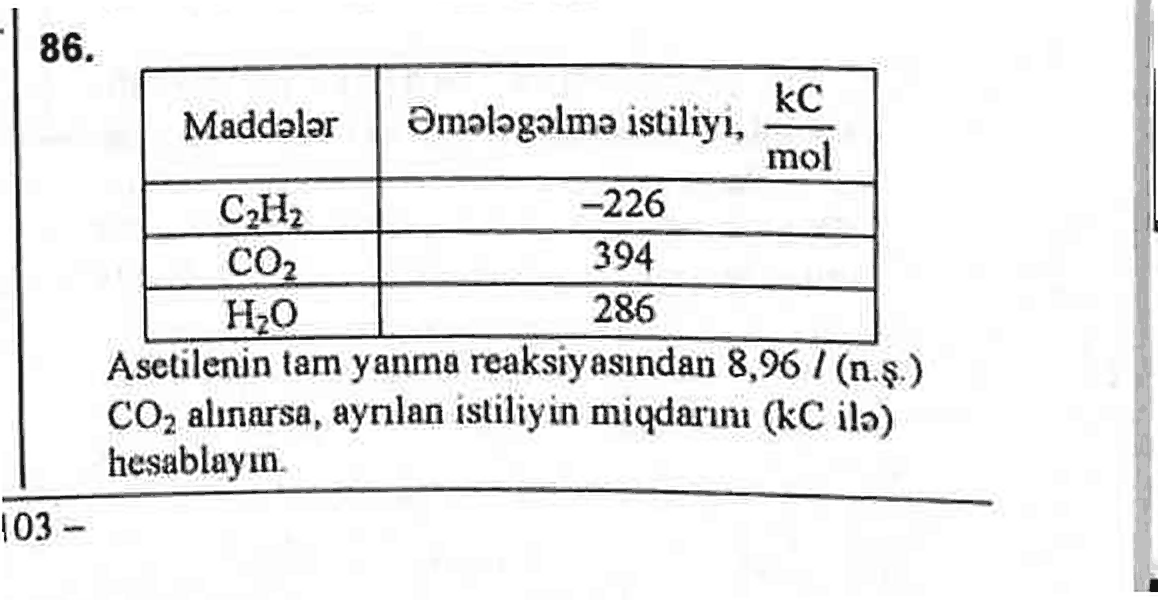 86.
Maddələr Əmələgəlmə istiliyi, kC/mol
C₂H₂ –226
CO₂ 394
H₂O 286
Asetilenin tam yanma reaksiyasından 8,96 l (n.ş.)
CO₂ alınarsa, ayrılan istiliyin miqdarını (kC ilə)
hesablayın.
103 –